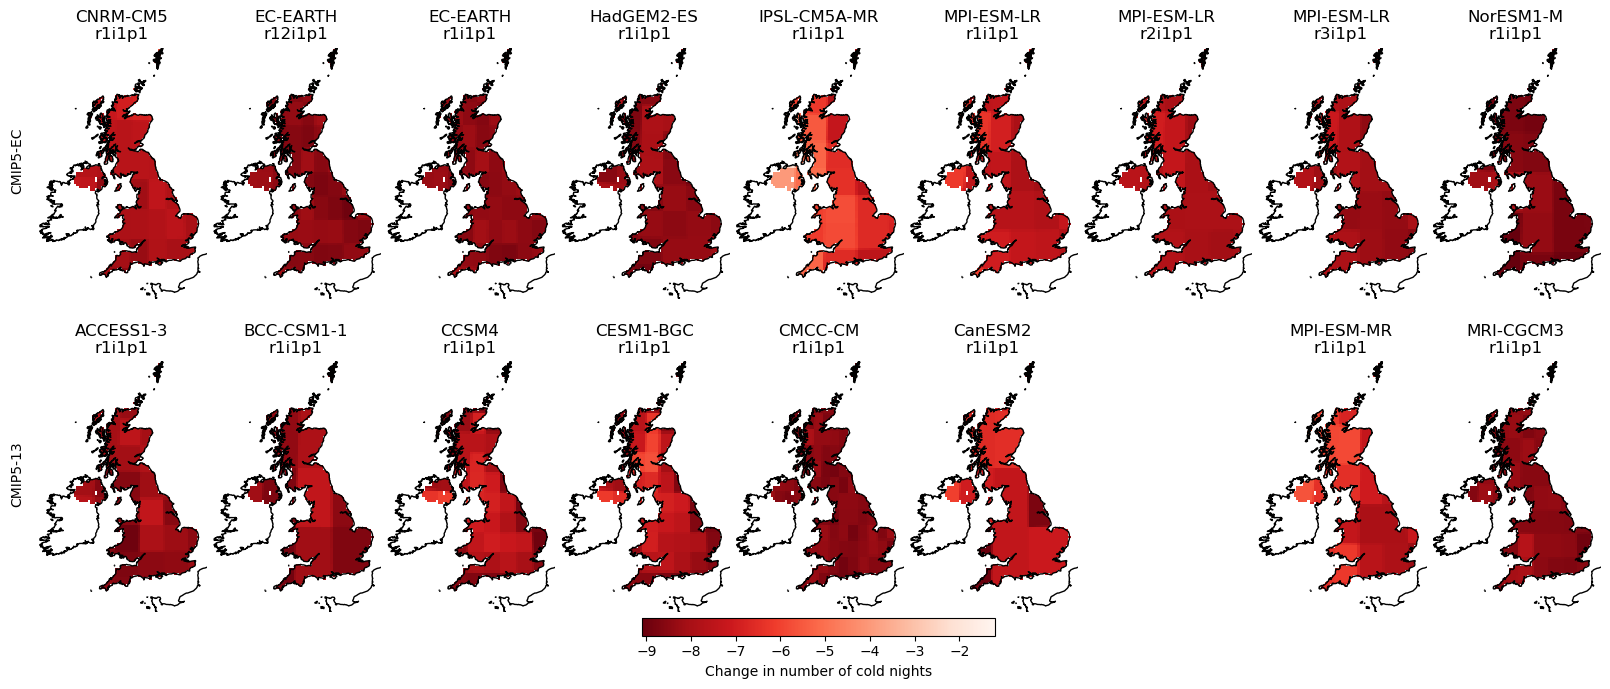 CNRM-CM5
r1i1p1
EC-EARTH
r12i1p1
EC-EARTH
r1i1p1
HadGEM2-ES
r1i1p1
IPSL-CM5A-MR
r1i1p1
MPI-ESM-LR
r1i1p1
MPI-ESM-LR
r2i1p1
MPI-ESM-LR
r3i1p1
NorESM1-M
r1i1p1
CMIP5-EC
ACCESS1-3
r1i1p1
BCC-CSM1-1
r1i1p1
CCSM4
r1i1p1
CESM1-BGC
r1i1p1
CMCC-CM
r1i1p1
CanESM2
r1i1p1
MPI-ESM-MR
r1i1p1
MRI-CGCM3
r1i1p1
CMIP5-13
−9 −8 −7 −6 −5 −4 −3 −2
Change in number of cold nights